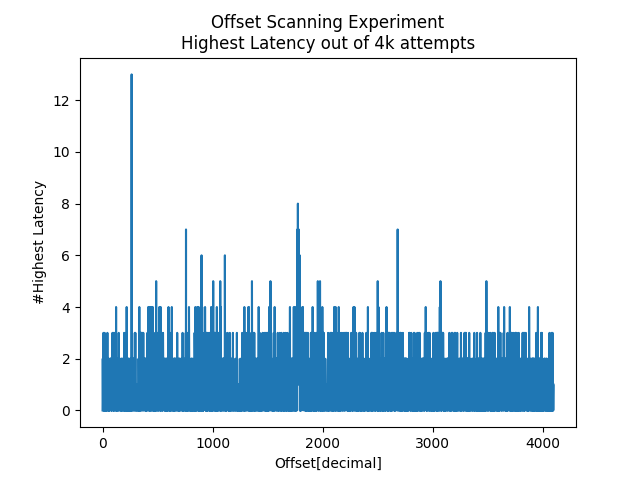 Offset Scanning Experiment
Highest Latency out of 4k attempts
12
10
8
6
4
2
0
#Highest Latency
0 1000 2000 3000 4000
Offset[decimal]